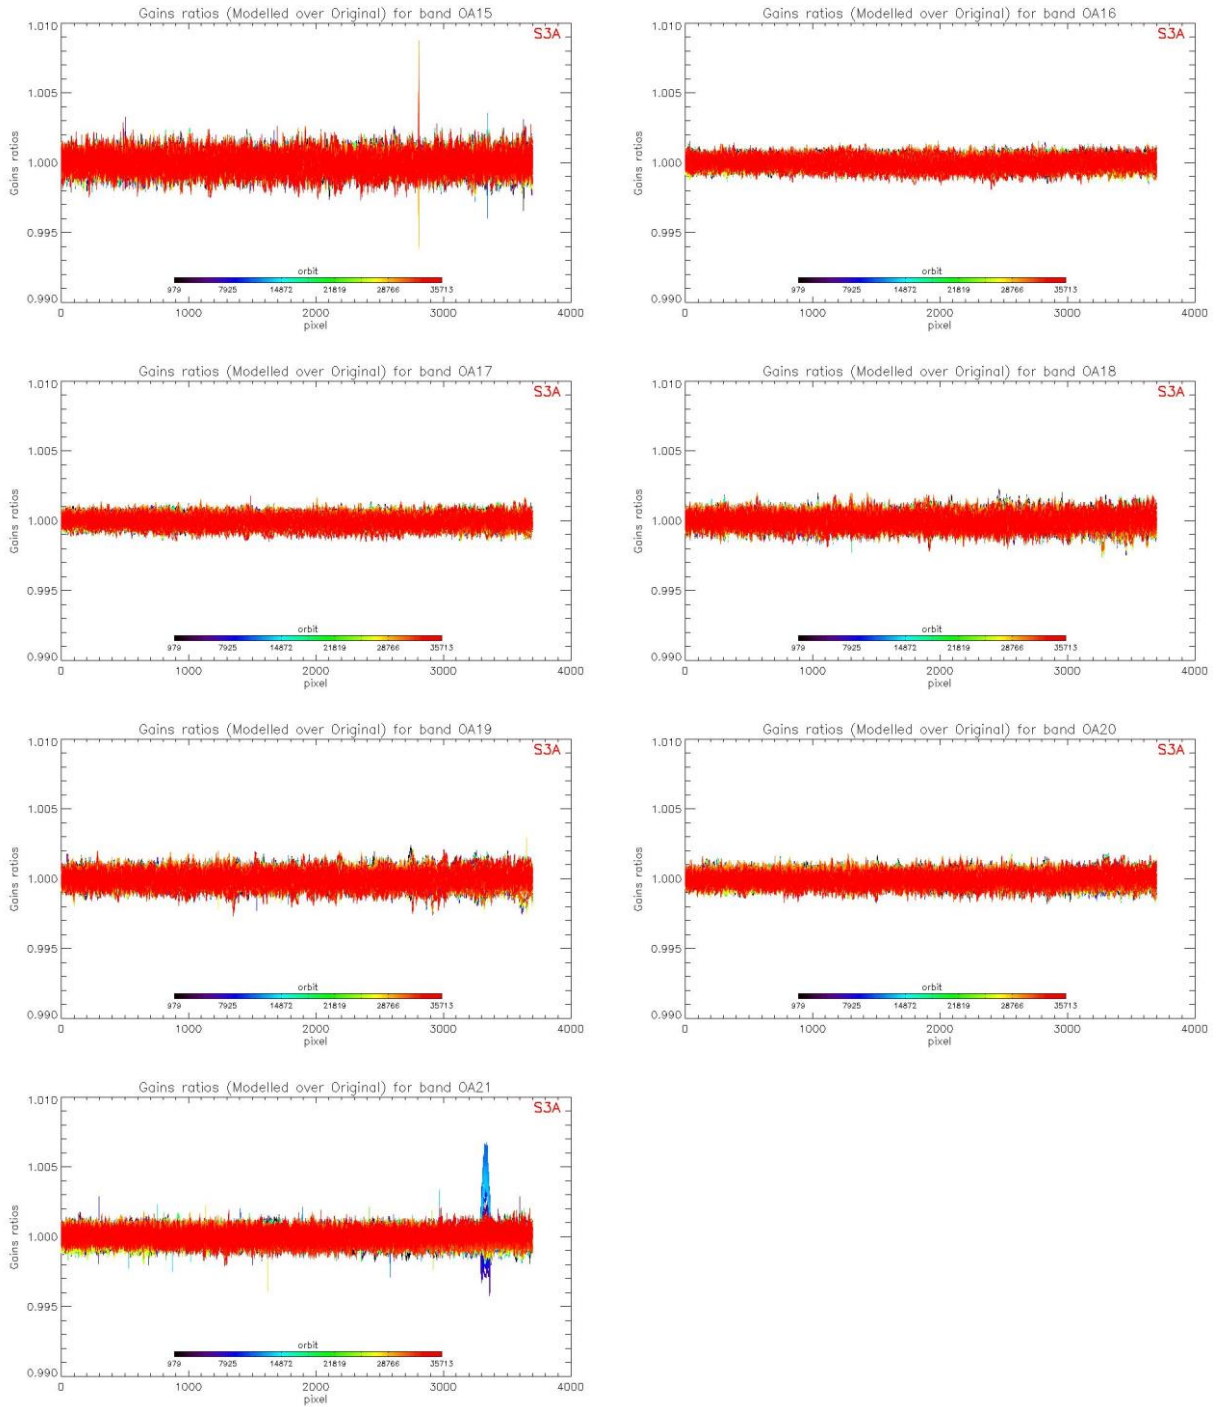 Gains ratios (Modelled over Original) for band OA15
S3A
1.010
1.005
1.000
0.995
0.990
Gains ratios
orbit
979 7925 14872 21819 28766 35713
0 1000 2000 3000 4000
pixel
Gains ratios (Modelled over Original) for band OA16
S3A
1.010
1.005
1.000
0.995
0.990
Gains ratios
orbit
979 7925 14872 21819 28766 35713
0 1000 2000 3000 4000
pixel
Gains ratios (Modelled over Original) for band OA17
S3A
1.010
1.005
1.000
0.995
0.990
Gains ratios
orbit
979 7925 14872 21819 28766 35713
0 1000 2000 3000 4000
pixel
Gains ratios (Modelled over Original) for band OA18
S3A
1.010
1.005
1.000
0.995
0.990
Gains ratios
orbit
979 7925 14872 21819 28766 35713
0 1000 2000 3000 4000
pixel
Gains ratios (Modelled over Original) for band OA19
S3A
1.010
1.005
1.000
0.995
0.990
Gains ratios
orbit
979 7925 14872 21819 28766 35713
0 1000 2000 3000 4000
pixel
Gains ratios (Modelled over Original) for band OA20
S3A
1.010
1.005
1.000
0.995
0.990
Gains ratios
orbit
979 7925 14872 21819 28766 35713
0 1000 2000 3000 4000
pixel
Gains ratios (Modelled over Original) for band OA21
S3A
1.010
1.005
1.000
0.995
0.990
Gains ratios
orbit
979 7925 14872 21819 28766 35713
0 1000 2000 3000 4000
pixel